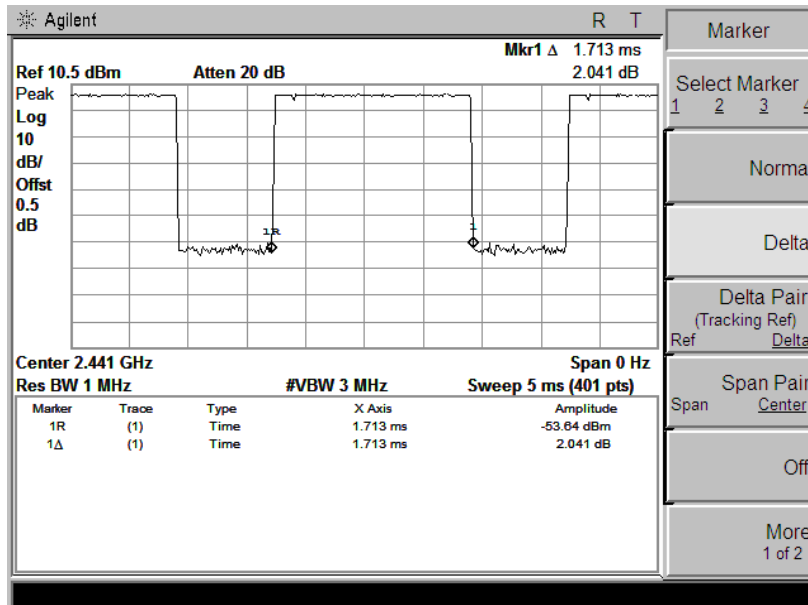 Agilent R T
Mkr1 Δ 1.713 ms
Ref 10.5 dBm Atten 20 dB 2.041 dB
Peak
Log
10
dB/
Offst
0.5
dB
1R
1
Center 2.441 GHz Span 0 Hz
Res BW 1 MHz #VBW 3 MHz Sweep 5 ms (401 pts)
Marker Trace Type X Axis Amplitude
1R (1) Time 1.713 ms -53.64 dBm
1Δ (1) Time 1.713 ms 2.041 dB
Marker
Select Marker
1 2 3 4
Norma
Delta
Delta Pair
(Tracking Ref)
Ref Delta
Span Pair
Span Center
Off
More
1 of 2